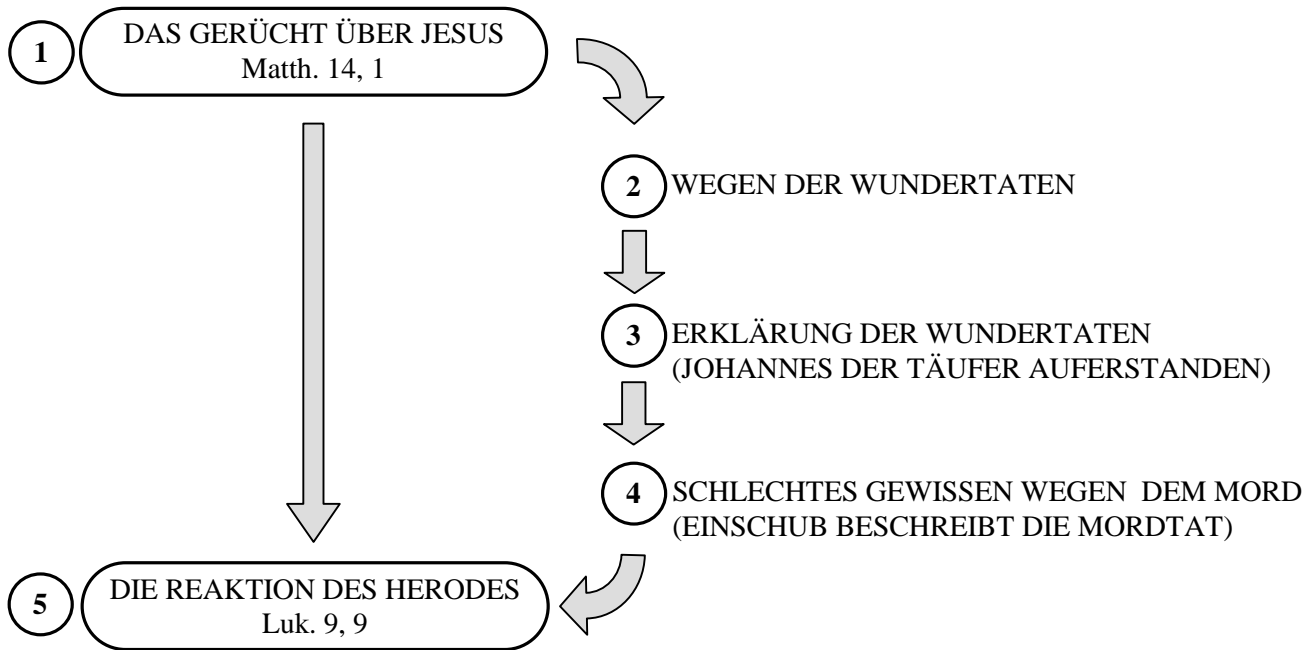 1
DAS GERÜCHT ÜBER JESUS
Matth. 14, 1
2 WEGEN DER WUNDERTATEN
3 ERKLÄRUNG DER WUNDERTATEN
(JOHANNES DER TÄUFER AUFERSTANDEN)
4 SCHLECHTES GEWISSEN WEGEN DEM MORD
(EINSCHUB BESCHREIBT DIE MORDTAT)
5
DIE REAKTION DES HERODES
Luk. 9, 9